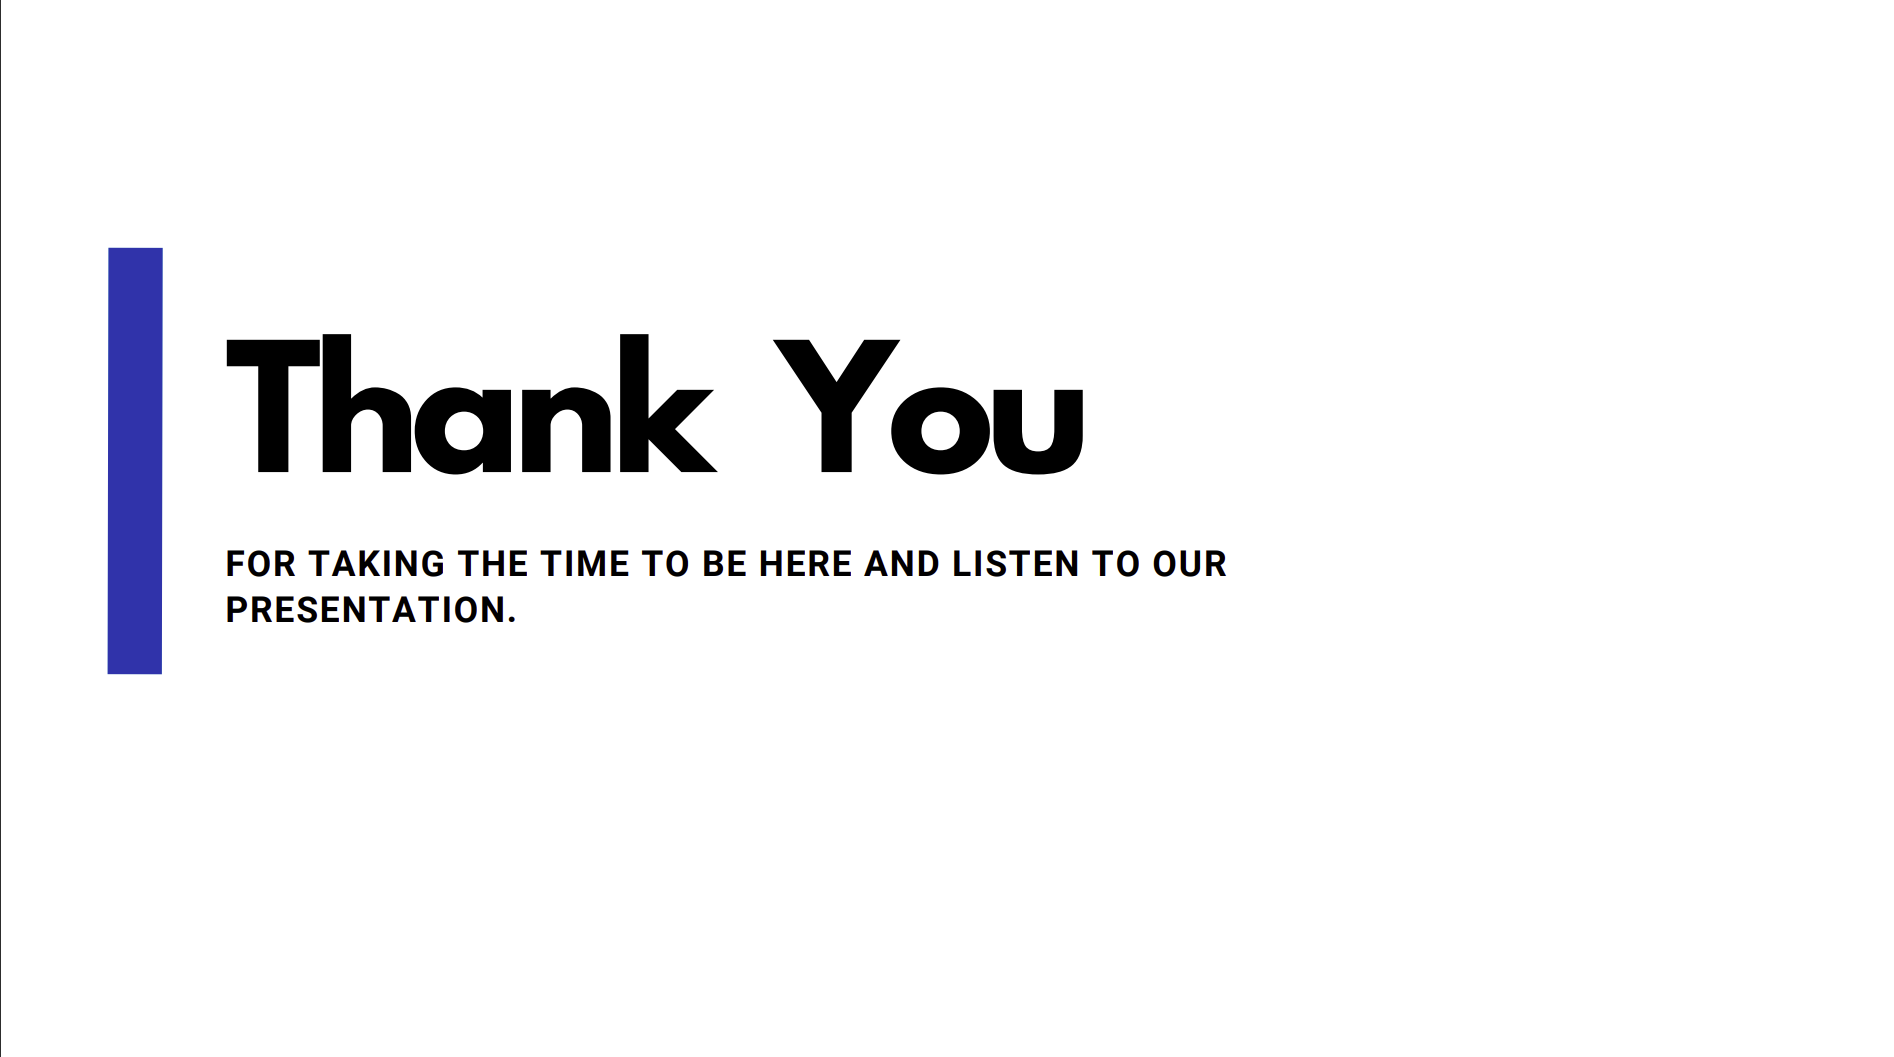 Thank You
FOR TAKING THE TIME TO BE HERE AND LISTEN TO OUR
PRESENTATION.